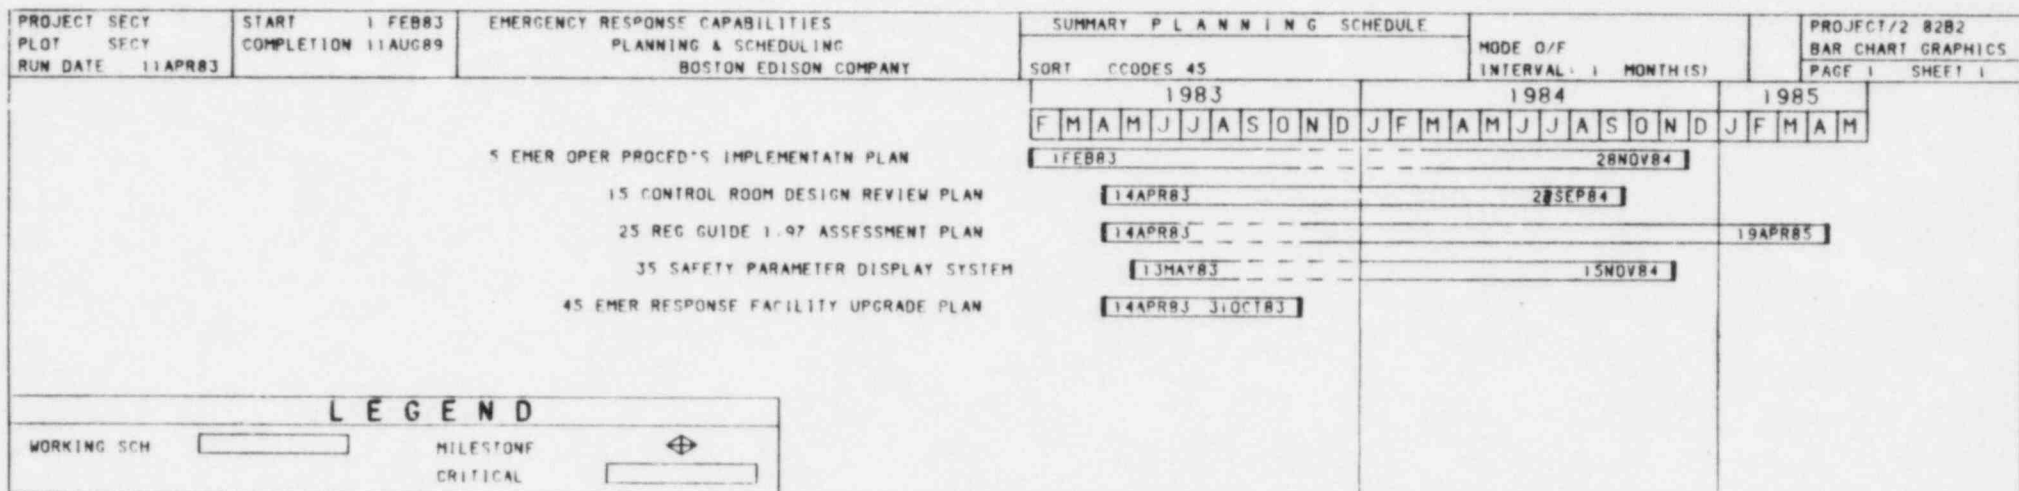 PROJECT SECY
PLOT SECY
RUN DATE 11APR83
START 1 FEB83
COMPLETION 11AUG89
EMERGENCY RESPONSE CAPABILITIES
PLANNING & SCHEDULING
BOSTON EDISON COMPANY
SUMMARY P L A N N I N G SCHEDULE
SORT CCODES 45
MODE O/F
INTERVAL: 1 MONTH(S)
PROJECT/2 82B2
BAR CHART GRAPHICS
PAGE 1 SHEET 1
1983 1984 1985
F M A M J J A S O N D J F M A M J J A S O N D J F M A M
5 EMER OPER PROCED'S IMPLEMENTATN PLAN 1FEB83 28NOV84
15 CONTROL ROOM DESIGN REVIEW PLAN 14APR83
25 REG GUIDE 1.97 ASSESSMENT PLAN 14APR83 19APR85
35 SAFETY PARAMETER DISPLAY SYSTEM 13MAY83 15NOV84
45 EMER RESPONSE FACILITY UPGRADE PLAN 14APR83 31OCT83
L E G E N D
WORKING SCH MILESTONE
CRITICAL